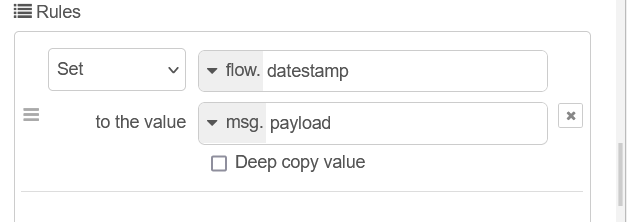 Rules
Set flow. datestamp
to the value msg. payload
Deep copy value